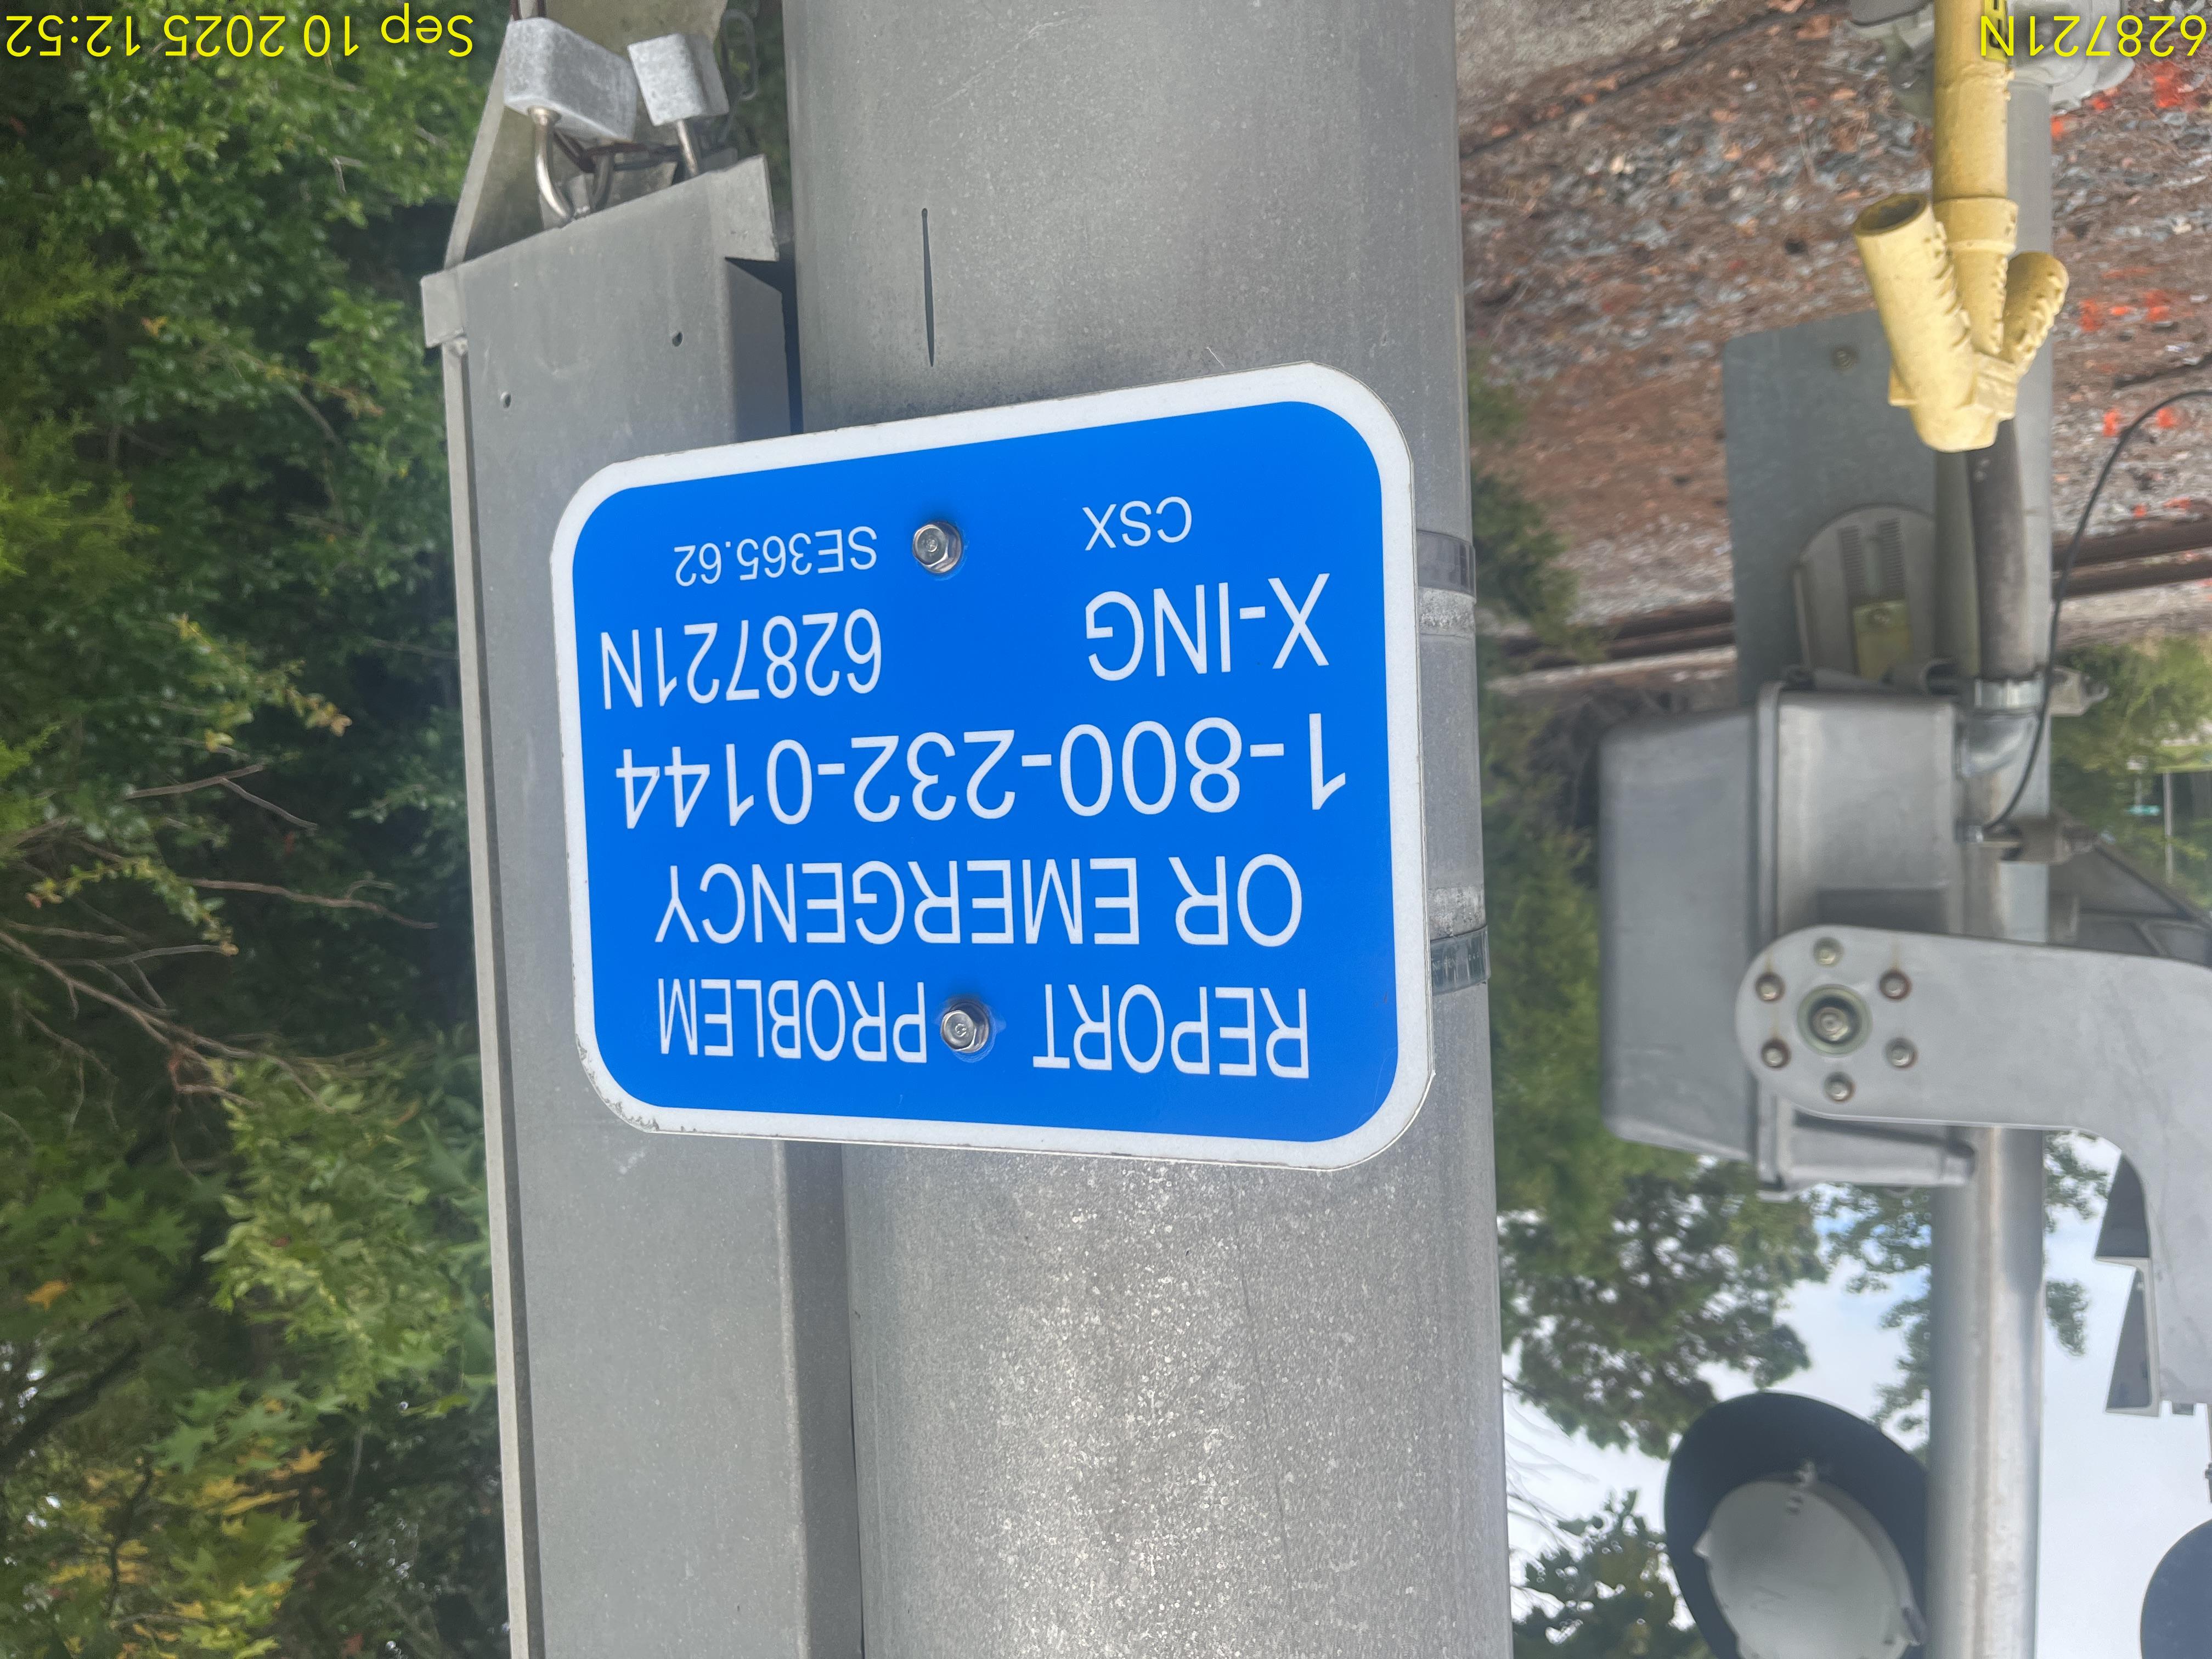 REPORT PROBLEM
OR EMERGENCY
1-800-232-0144
X-ING 628721N
CSX SE365.62
628721N
Sep 10 2025 12:52